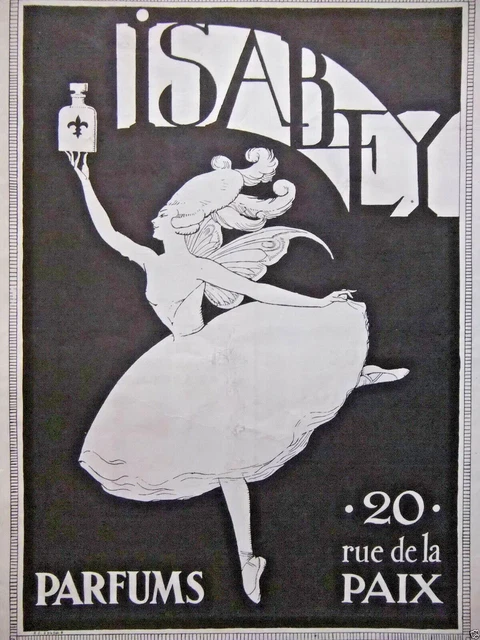 iSABEY
PARFUMS
· 20 ·
rue de la
PAIX